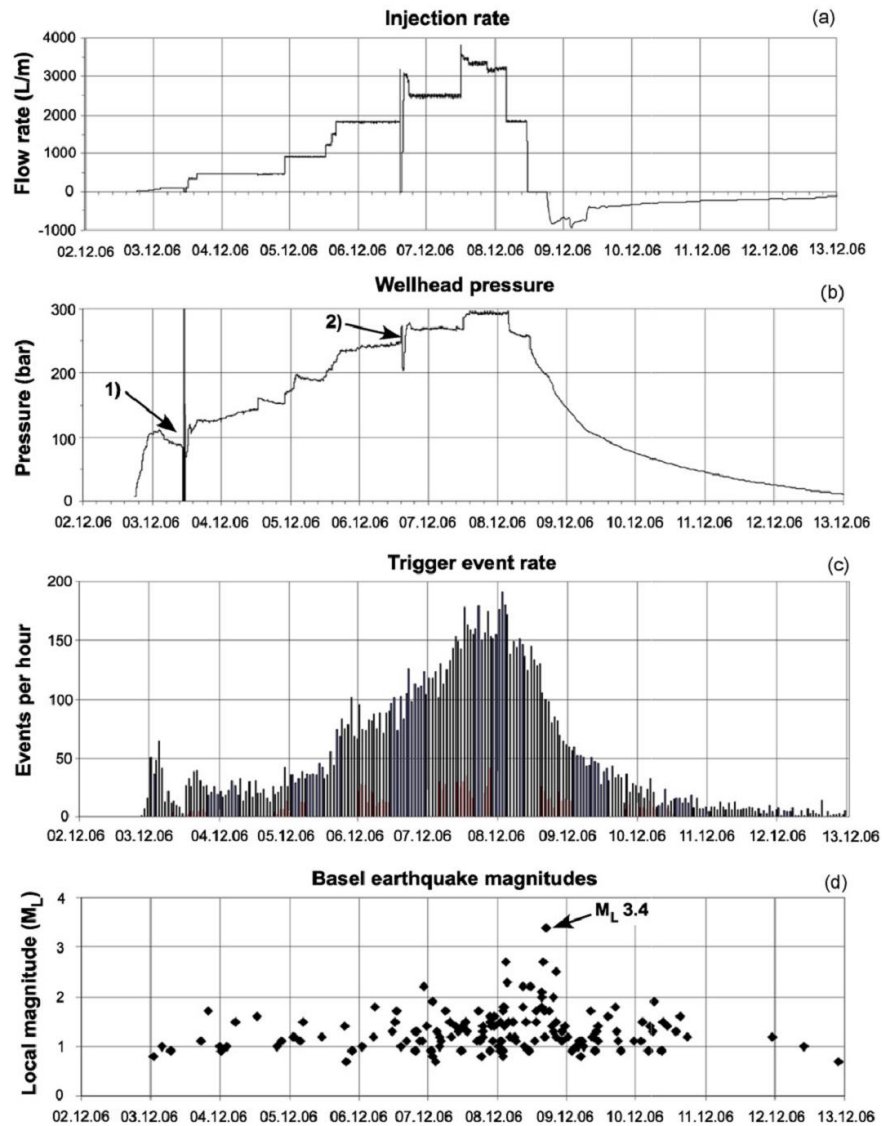 Injection rate
(a)
Flow rate (L/m)
4000
3000
2000
1000
0
-1000
02.12.06 03.12.06 04.12.06 05.12.06 06.12.06 07.12.06 08.12.06 09.12.06 10.12.06 11.12.06 12.12.06 13.12.06
Wellhead pressure
(b)
Pressure (bar)
300
200
100
0
1)
2)
02.12.06 03.12.06 04.12.06 05.12.06 06.12.06 07.12.06 08.12.06 09.12.06 10.12.06 11.12.06 12.12.06 13.12.06
Trigger event rate
(c)
Events per hour
200
150
100
50
0
02.12.06 03.12.06 04.12.06 05.12.06 06.12.06 07.12.06 08.12.06 09.12.06 10.12.06 11.12.06 12.12.06 13.12.06
Basel earthquake magnitudes
(d)
Local magnitude (ML)
4
3
2
1
0
ML 3.4
02.12.06 03.12.06 04.12.06 05.12.06 06.12.06 07.12.06 08.12.06 09.12.06 10.12.06 11.12.06 12.12.06 13.12.06